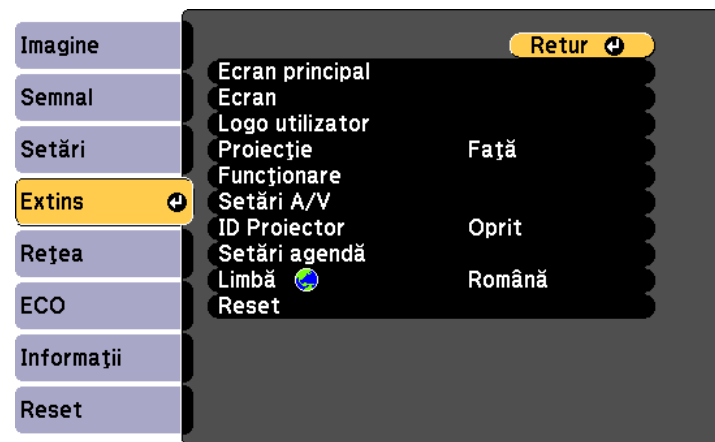 Imagine
Semnal
Setări
Extins
Reţea
ECO
Informaţii
Reset
Retur
Ecran principal
Ecran
Logo utilizator
Proiecţie Faţă
Funcţionare
Setări A/V
ID Proiector Oprit
Setări agendă
Limbă Română
Reset